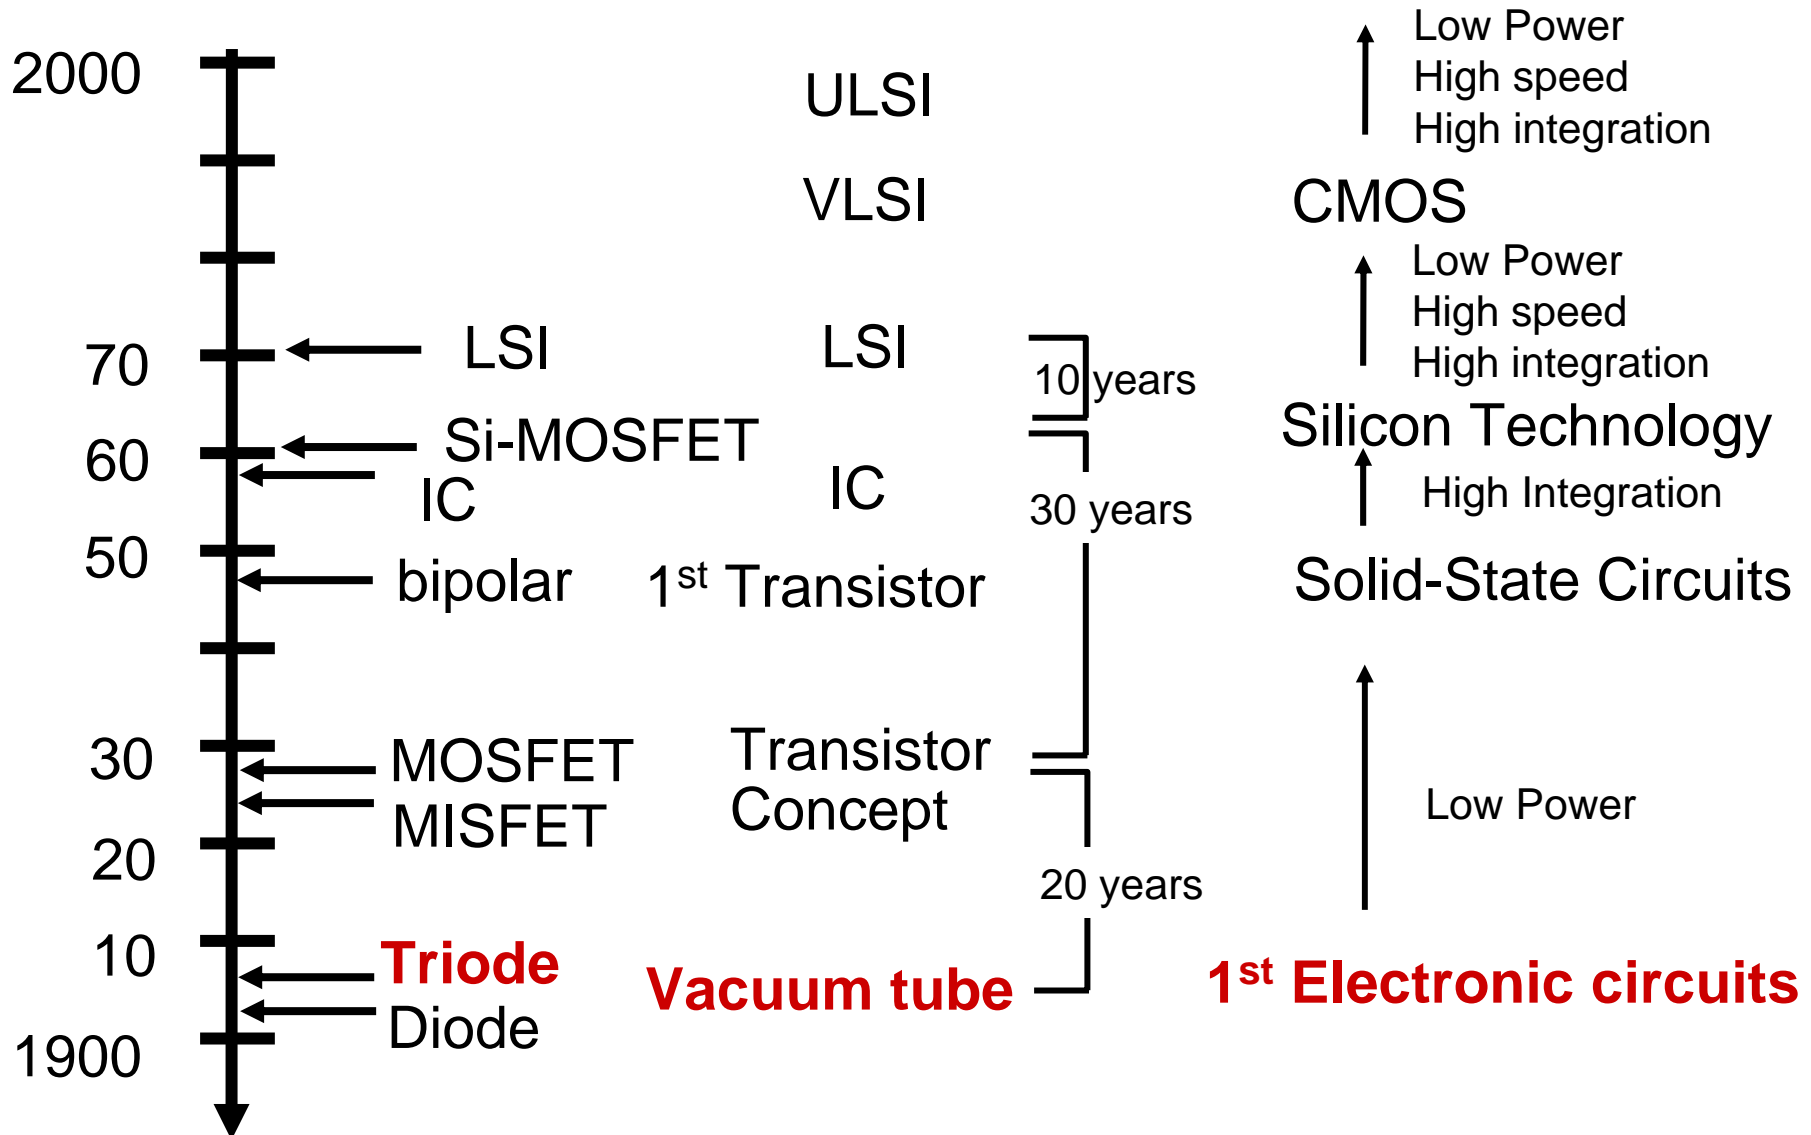 Low Power
2000
ULSI
High speed
High integration
VLSI
CMOS
Low Power
High speed
70
LSI
LSI
10 years
High integration
60
Si-MOSFET
Silicon Technology
IC
IC
30 years
High Integration
50
bipolar
1st Transistor
Solid-State Circuits
30
MOSFET
Transistor
Concept
MISFET
Low Power
20
20 years
10
Triode
Vacuum tube
1st Electronic circuits
Diode
1900